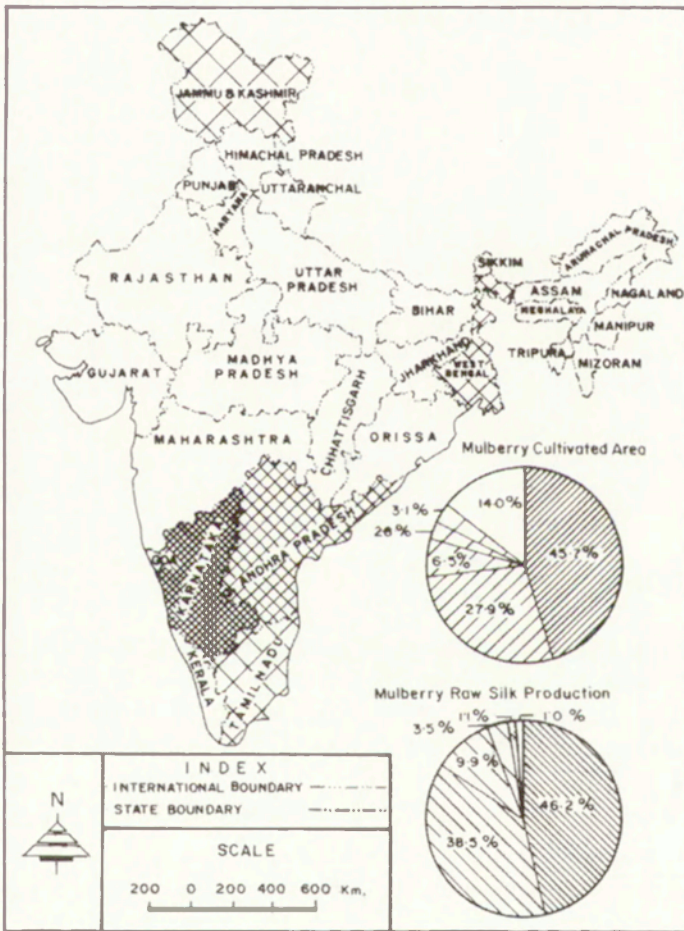 JAMMU & KASHMIR
HIMACHAL PRADESH
PUNJAB
UTTARANCHAL
HARYANA
RAJASTHAN
UTTAR
PRADESH
BIHAR
SIKKIM
ARUNACHAL PRADESH
ASSAM
NAGALAND
MEGHALAYA
MANIPUR
TRIPURA
MIZORAM
JHARKHAND
WEST
BENGAL
GUJARAT
MADHYA
PRADESH
CHHATTISGARH
MAHARASHTRA
ORISSA
KARNATAKA
ANDHRA PRADESH
KERALA
TAMIL NADU
Mulberry Cultivated Area
14.0%
3.1%
2.8%
6.5%
45.7%
27.9%
Mulberry Raw Silk Production
1.1%
1.0%
3.5%
9.9%
46.2%
38.5%
INDEX
INTERNATIONAL BOUNDARY
STATE BOUNDARY
N
SCALE
200 0 200 400 600 Km.